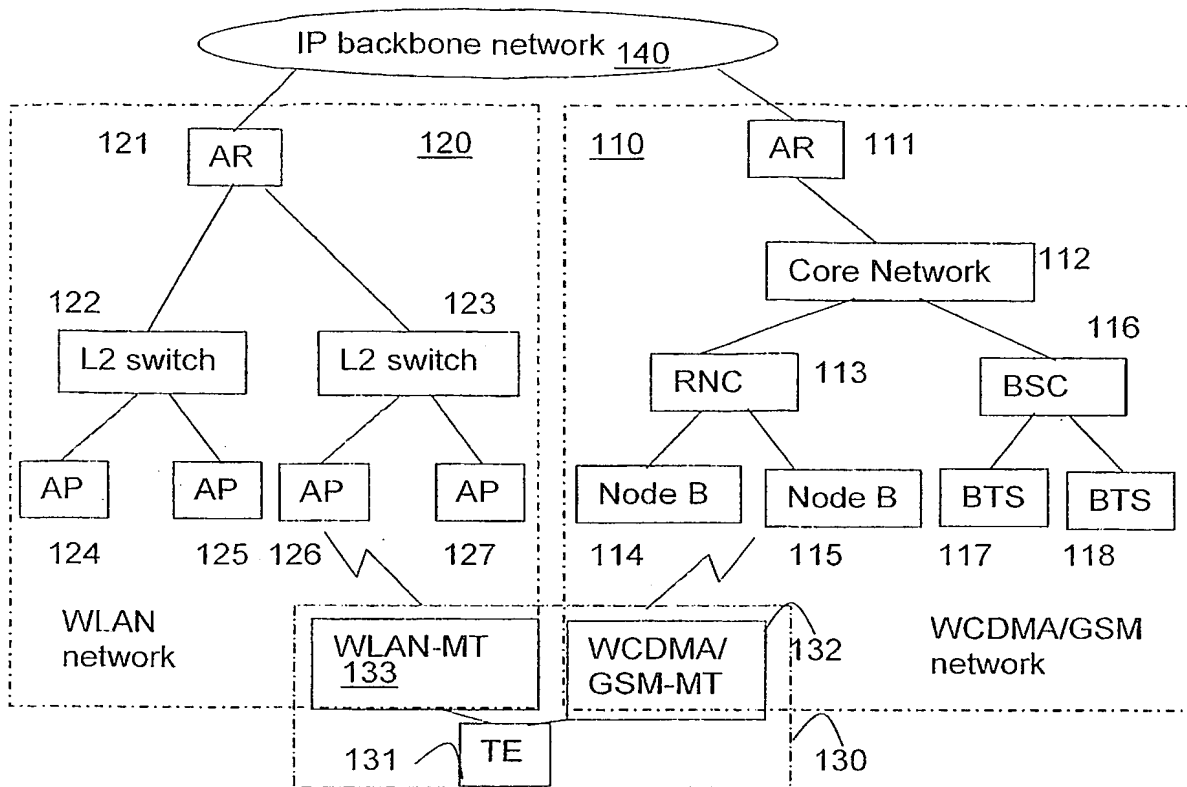 IP backbone network 140
121 AR 120 110 AR 111
Core Network 112
122 123
L2 switch L2 switch 116
RNC 113 BSC
AP AP AP AP Node B Node B BTS BTS
124 125 126 127 114 115 117 118
WLAN
network
WLAN-MT
133
WCDMA/
GSM-MT
132
WCDMA/GSM
network
131 TE 130